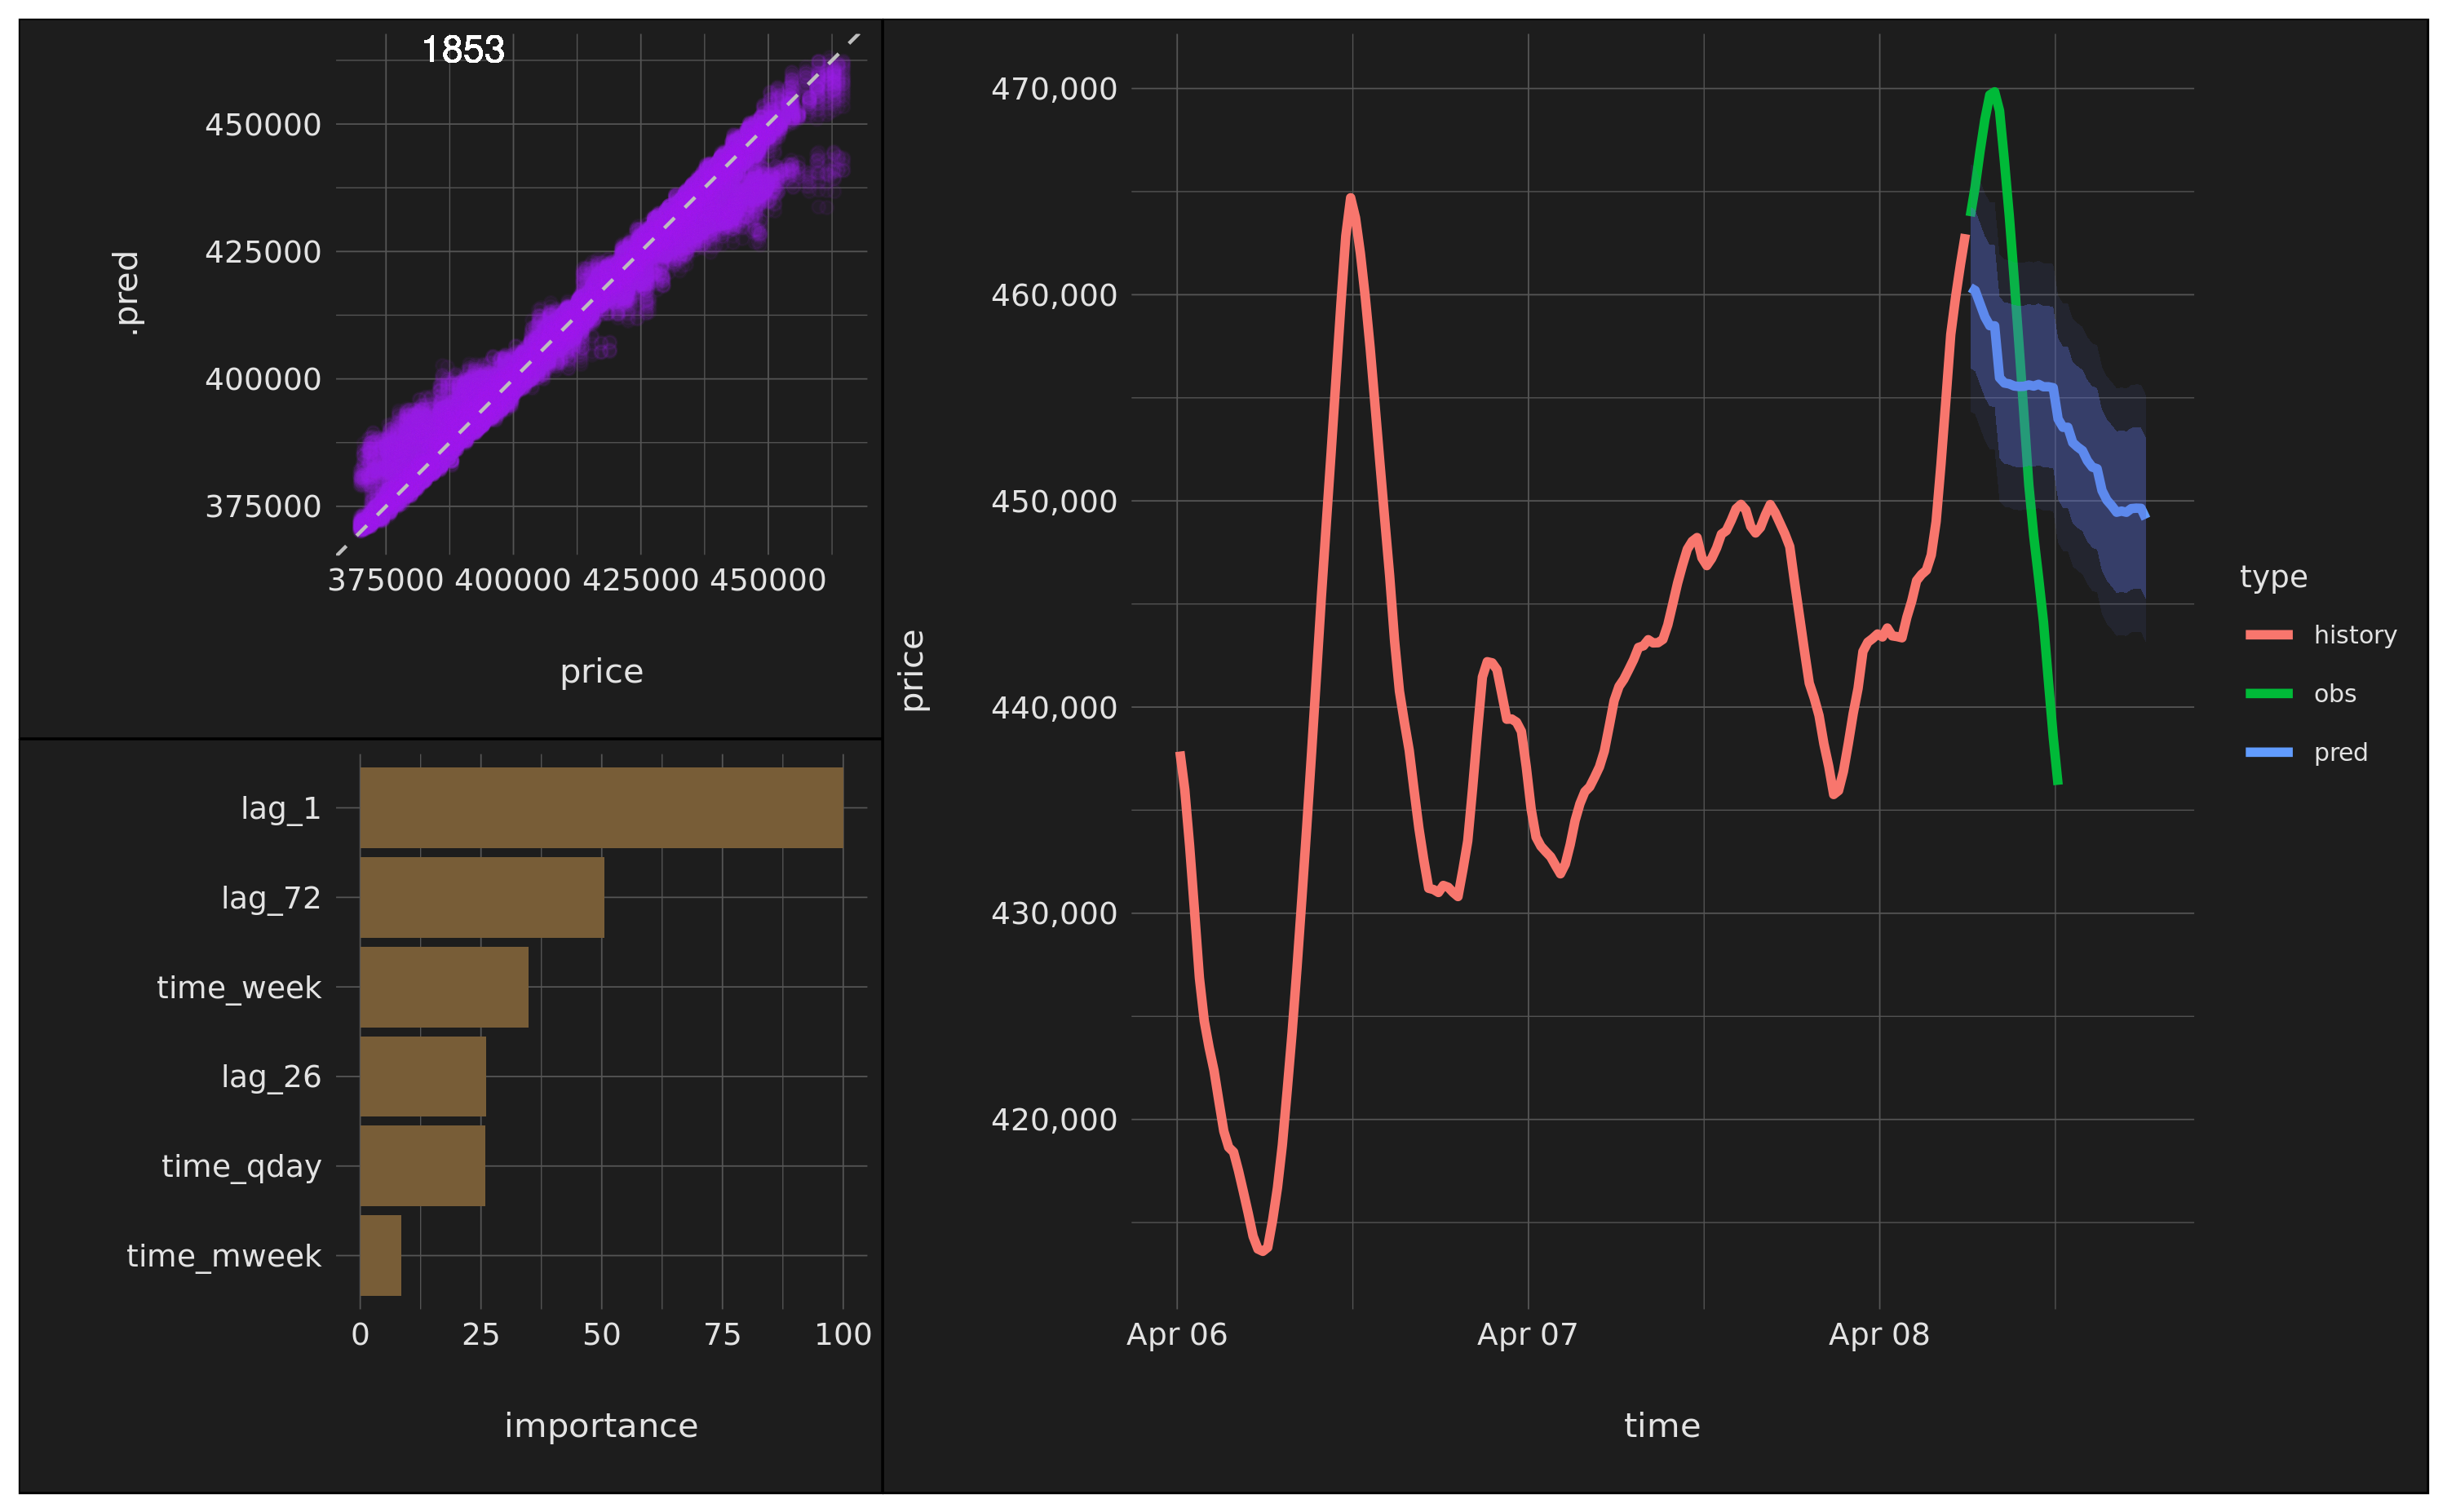 1853
450000
425000
400000
375000
.pred
375000 400000 425000 450000
price
lag_1
lag_72
time_week
lag_26
time_qday
time_mweek
0 25 50 75 100
importance
470,000
460,000
450,000
440,000
430,000
420,000
price
Apr 06 Apr 07 Apr 08
time
type
history
obs
pred